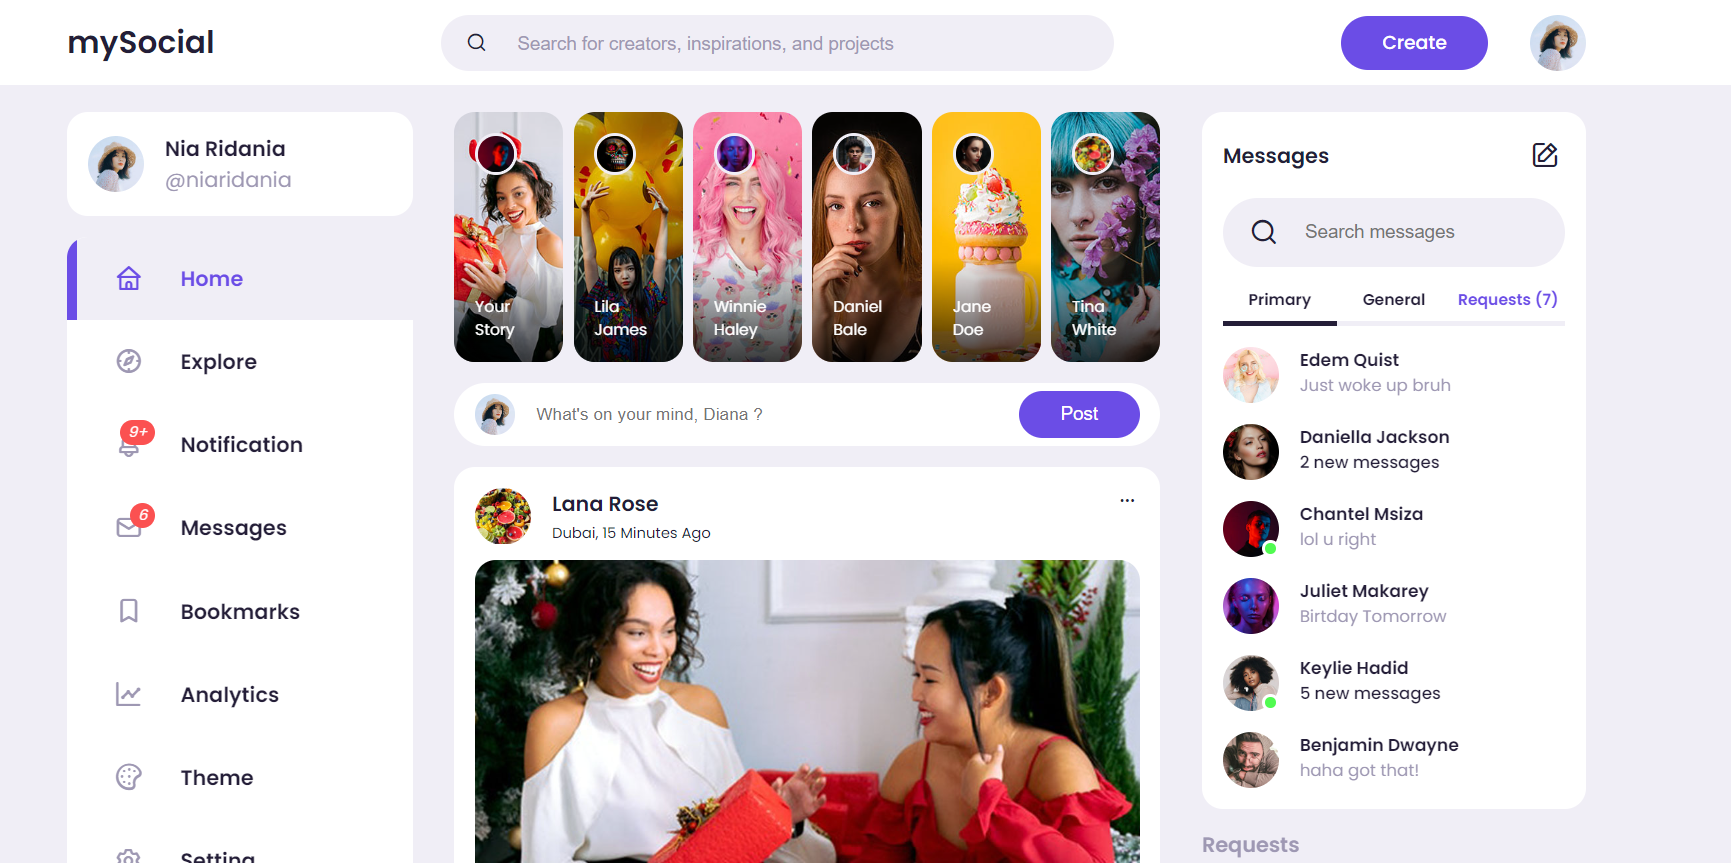 mySocial
Search for creators, inspirations, and projects
Create
Nia Ridania
@niaridania
Home
Explore
9+
Notification
6
Messages
Bookmarks
Analytics
Theme
Setting
Your
Story
Lila
James
Winnie
Haley
Daniel
Bale
Jane
Doe
Tina
White
What's on your mind, Diana ?
Post
Lana Rose
Dubai, 15 Minutes Ago
Messages
Search messages
Primary
General
Requests (7)
Edem Quist
Just woke up bruh
Daniella Jackson
2 new messages
Chantel Msiza
lol u right
Juliet Makarey
Birtday Tomorrow
Keylie Hadid
5 new messages
Benjamin Dwayne
haha got that!
Requests